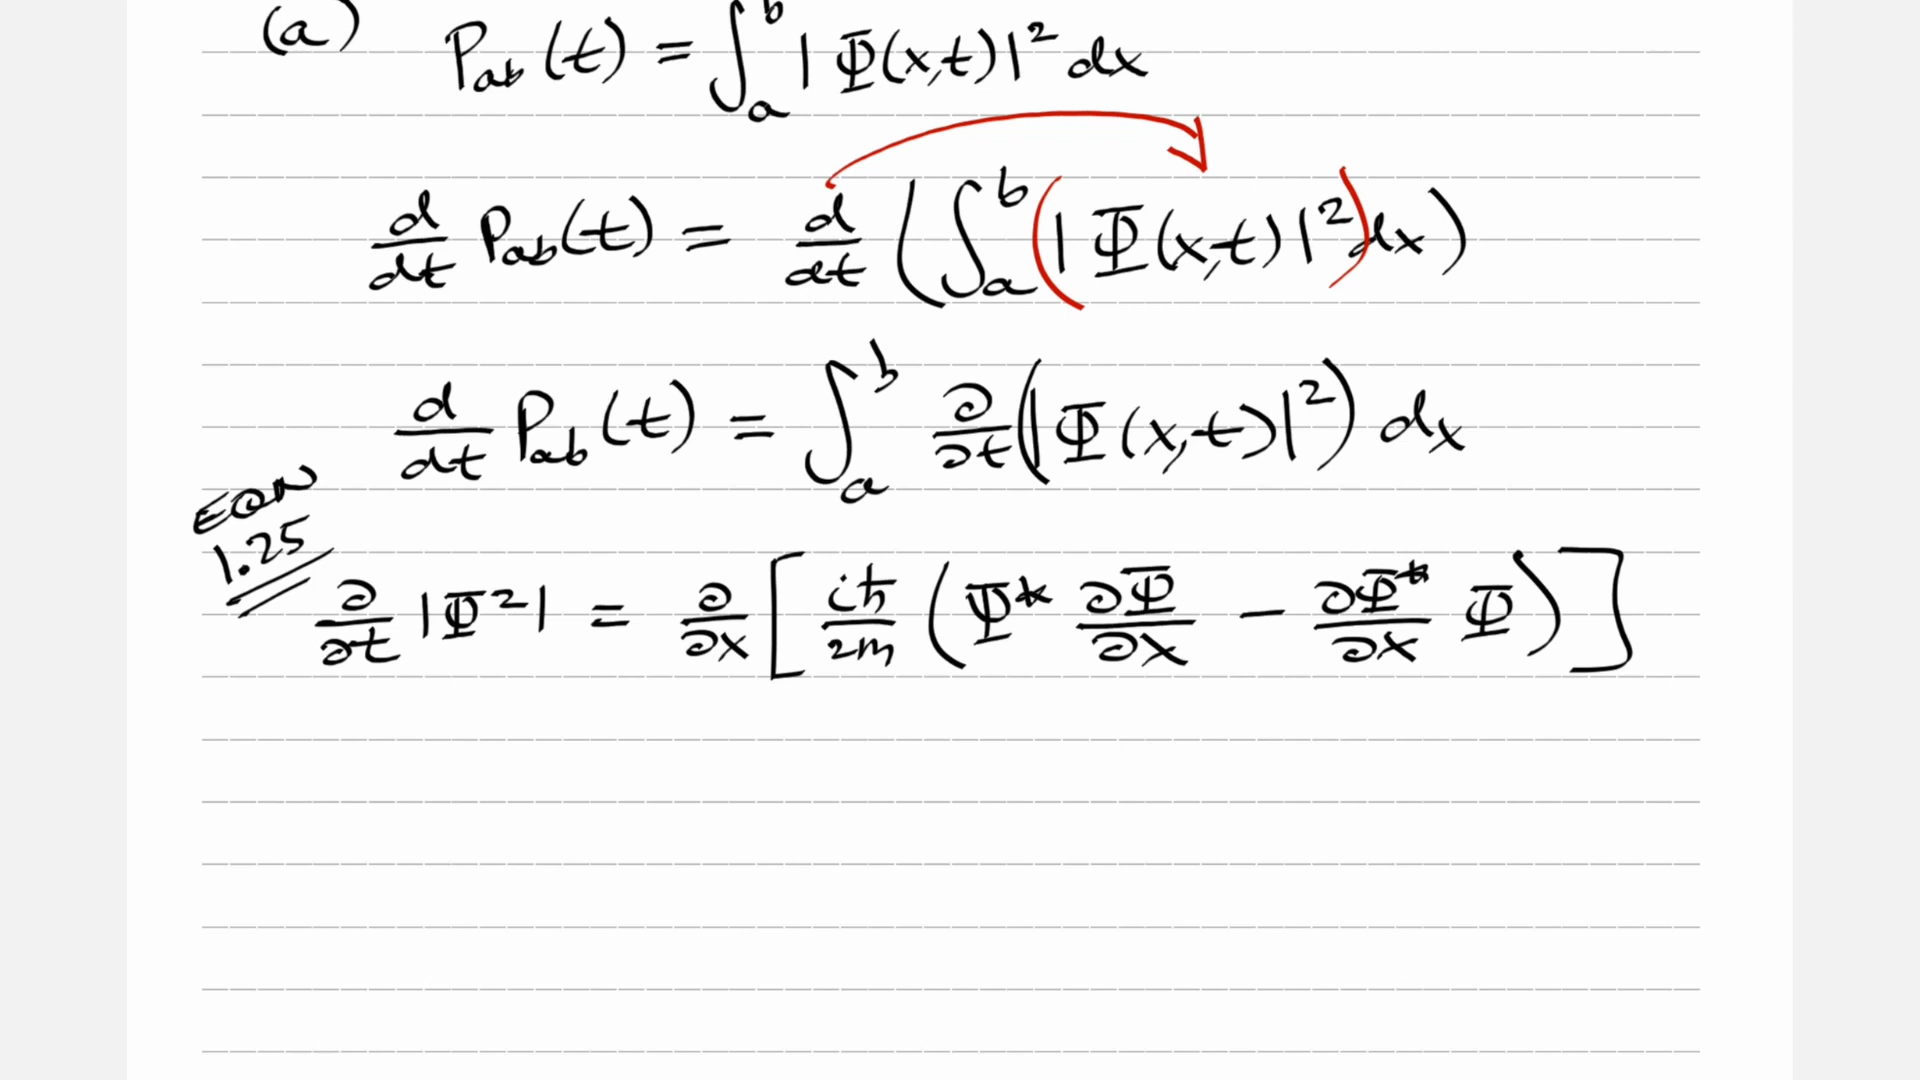 (a) P_ab(t) = ∫_a^b |Φ(x,t)|² dx
d/dt P_ab(t) = d/dt (∫_a^b (|Φ(x,t)|²) dx)
d/dt P_ab(t) = ∫_a^b ∂/∂t (|Φ(x,t)|²) dx
EQN
1.25
∂/∂t |Φ²| = ∂/∂x [iℏ/2m (Φ* ∂Φ/∂x - ∂Φ*/∂x Φ)]